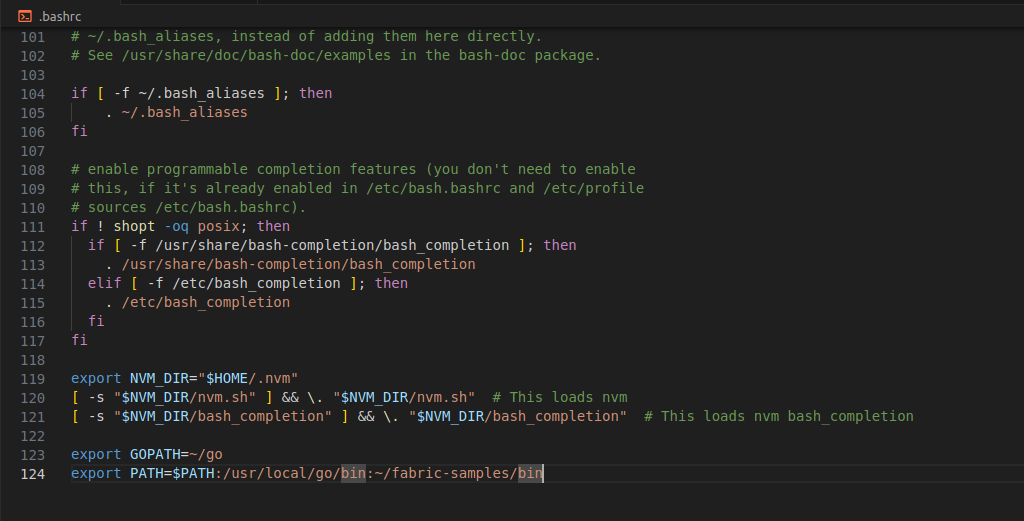 .bashrc
101 # ~/.bash_aliases, instead of adding them here directly.
102 # See /usr/share/doc/bash-doc/examples in the bash-doc package.
103
104 if [ -f ~/.bash_aliases ]; then
105     . ~/.bash_aliases
106 fi
107
108 # enable programmable completion features (you don't need to enable
109 # this, if it's already enabled in /etc/bash.bashrc and /etc/profile
110 # sources /etc/bash.bashrc).
111 if ! shopt -oq posix; then
112   if [ -f /usr/share/bash-completion/bash_completion ]; then
113     . /usr/share/bash-completion/bash_completion
114   elif [ -f /etc/bash_completion ]; then
115     . /etc/bash_completion
116   fi
117 fi
118
119 export NVM_DIR="$HOME/.nvm"
120 [ -s "$NVM_DIR/nvm.sh" ] && \. "$NVM_DIR/nvm.sh"  # This loads nvm
121 [ -s "$NVM_DIR/bash_completion" ] && \. "$NVM_DIR/bash_completion"  # This loads nvm bash_completion
122
123 export GOPATH=~/go
124 export PATH=$PATH:/usr/local/go/bin:~/fabric-samples/bin